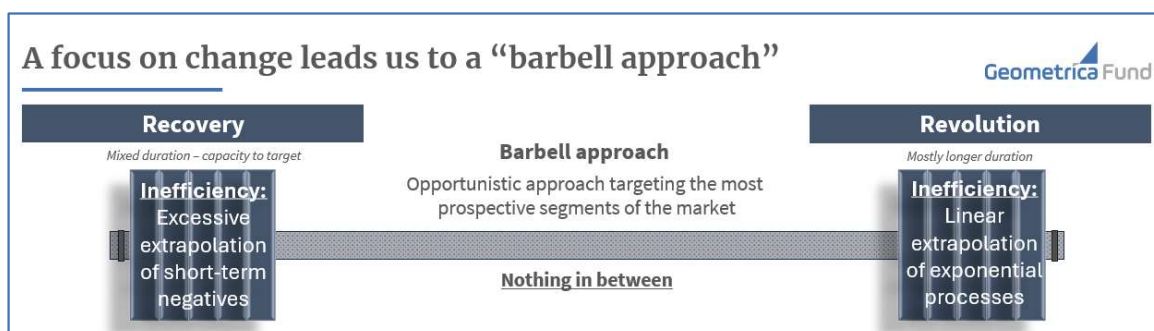 A focus on change leads us to a “barbell approach”
Geometrica Fund
Recovery
Mixed duration – capacity to target
Inefficiency:
Excessive
extrapolation
of short-term
negatives
Barbell approach
Opportunistic approach targeting the most
prospective segments of the market
Nothing in between
Revolution
Mostly longer duration
Inefficiency:
Linear
extrapolation
of exponential
processes